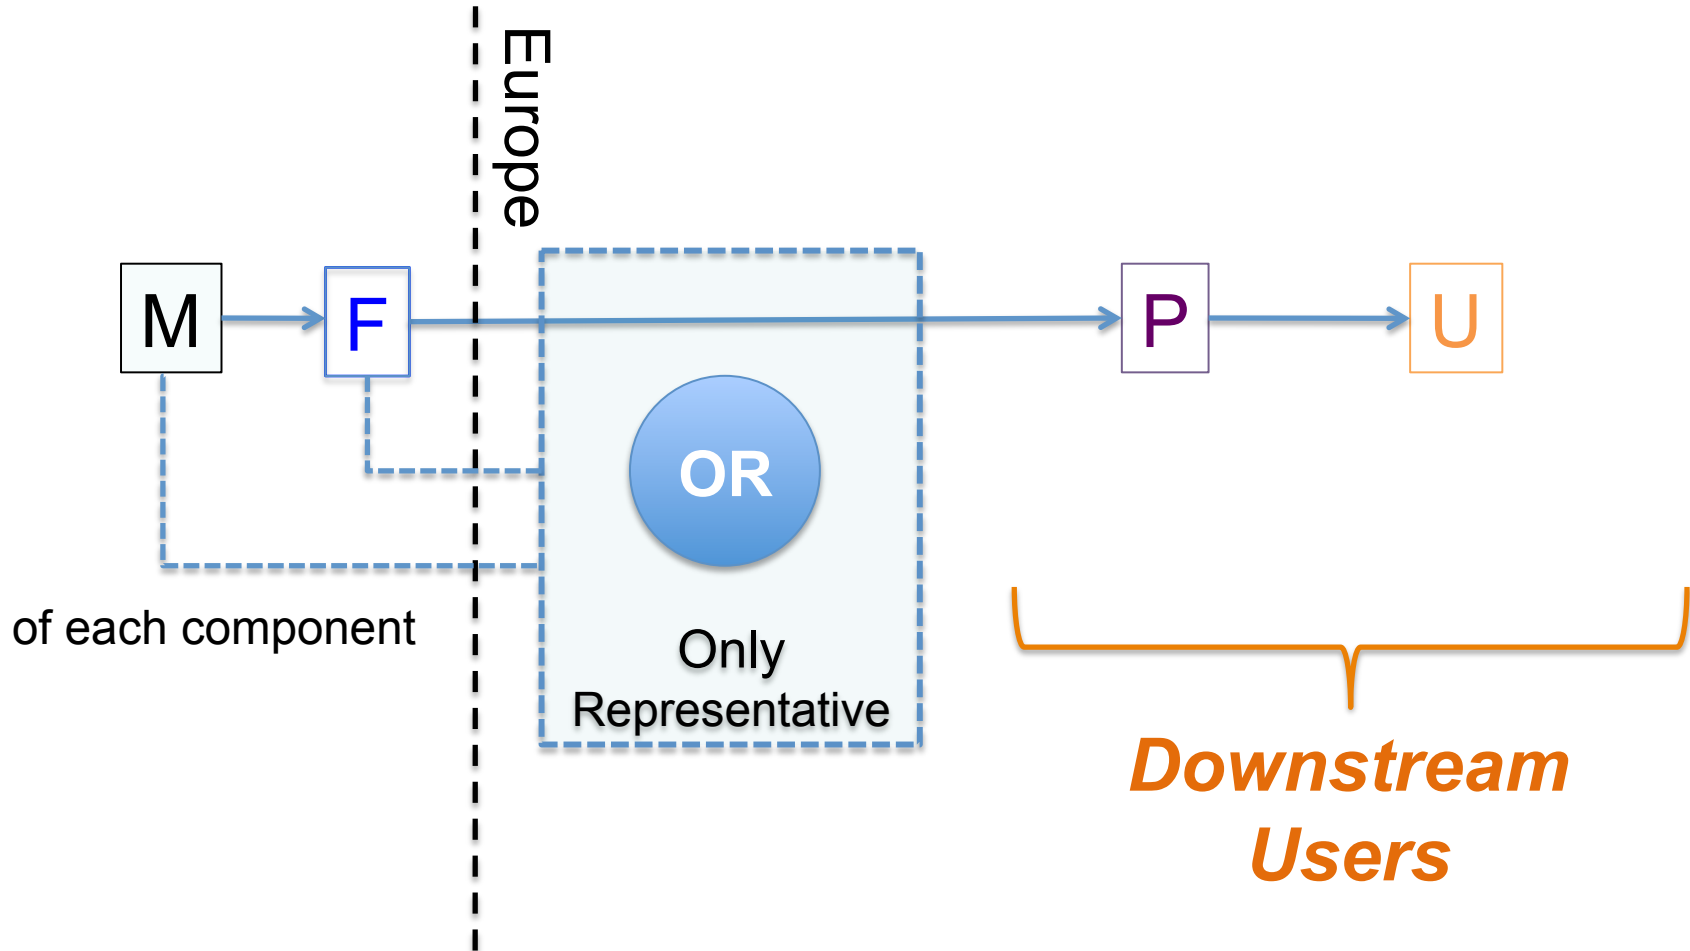 Europe
M
F
P
U
OR
of each component
Only
Representative
Downstream
Users